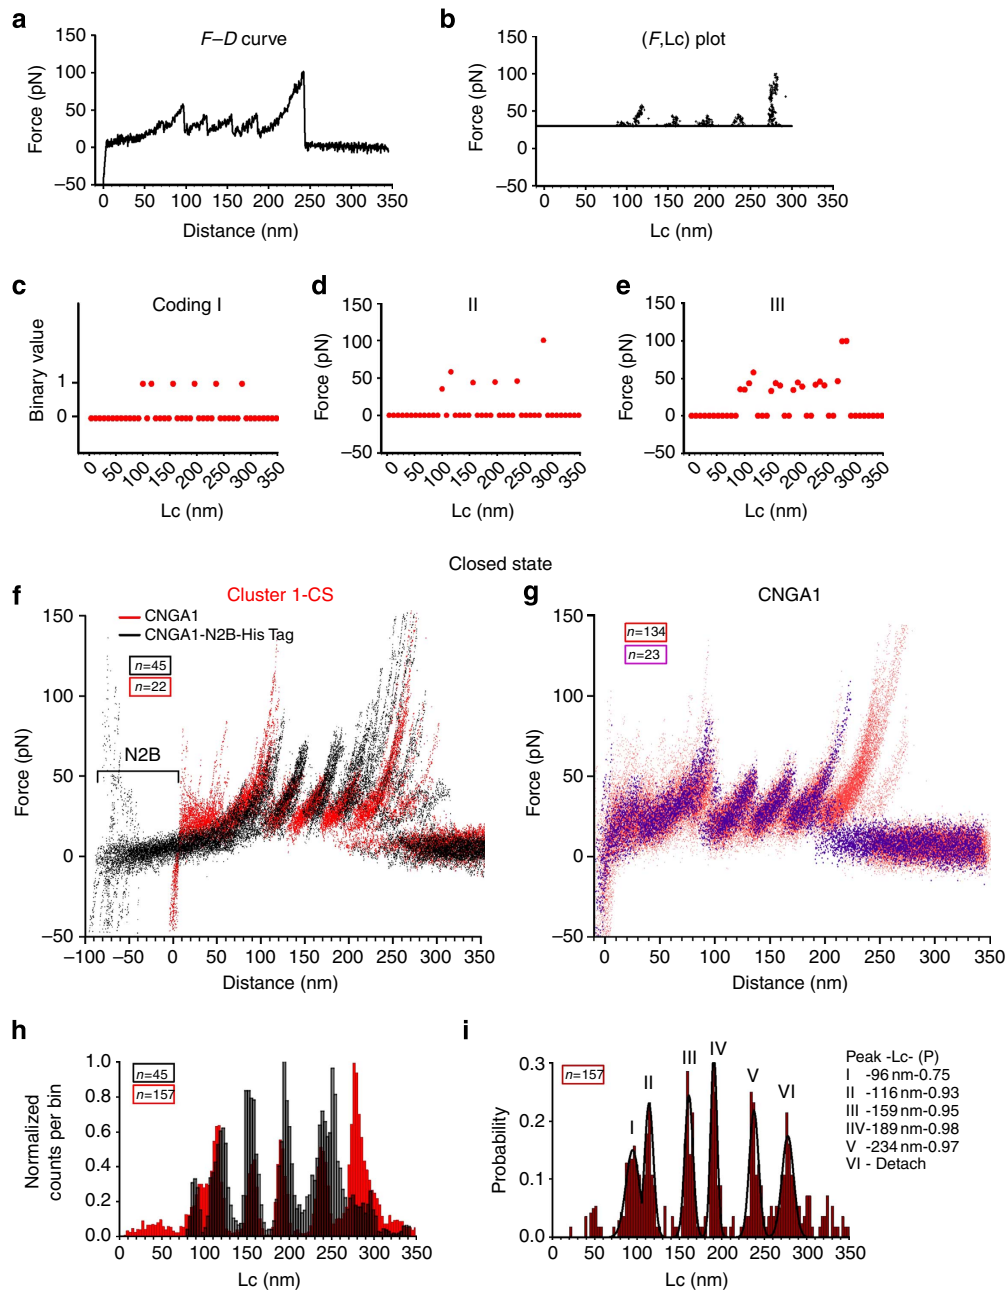 a
F–D curve
Force (pN)
150
100
50
0
–50
0 50 100 150 200 250 300 350
Distance (nm)
b
(F,Lc) plot
Force (pN)
150
100
50
0
–50
0 50 100 150 200 250 300 350
Lc (nm)
c
Coding I
Binary value
1
0
0 50 100 150 200 250 300 350
Lc (nm)
d
II
Force (pN)
150
100
50
0
–50
0 50 100 150 200 250 300 350
Lc (nm)
e
III
Force (pN)
150
100
50
0
–50
0 50 100 150 200 250 300 350
Lc (nm)
Closed state
f
Cluster 1-CS
CNGA1
CNGA1-N2B-His Tag
n=45
n=22
N2B
Force (pN)
150
100
50
0
–50
–100 –50 0 50 100 150 200 250 300 350
Distance (nm)
g
CNGA1
n=134
n=23
Force (pN)
150
100
50
0
–50
0 50 100 150 200 250 300 350
Distance (nm)
h
n=45
n=157
Normalized
counts per bin
1.0
0.8
0.6
0.4
0.2
0.0
0 50 100 150 200 250 300 350
Lc (nm)
i
n=157
I
II
III
IV
V
VI
Probability
0.3
0.2
0.1
0.0
0 50 100 150 200 250 300 350
Lc (nm)
Peak -Lc- (P)
I -96 nm-0.75
II -116 nm-0.93
III -159 nm-0.95
IIV-189 nm-0.98
V -234 nm-0.97
VI - Detach